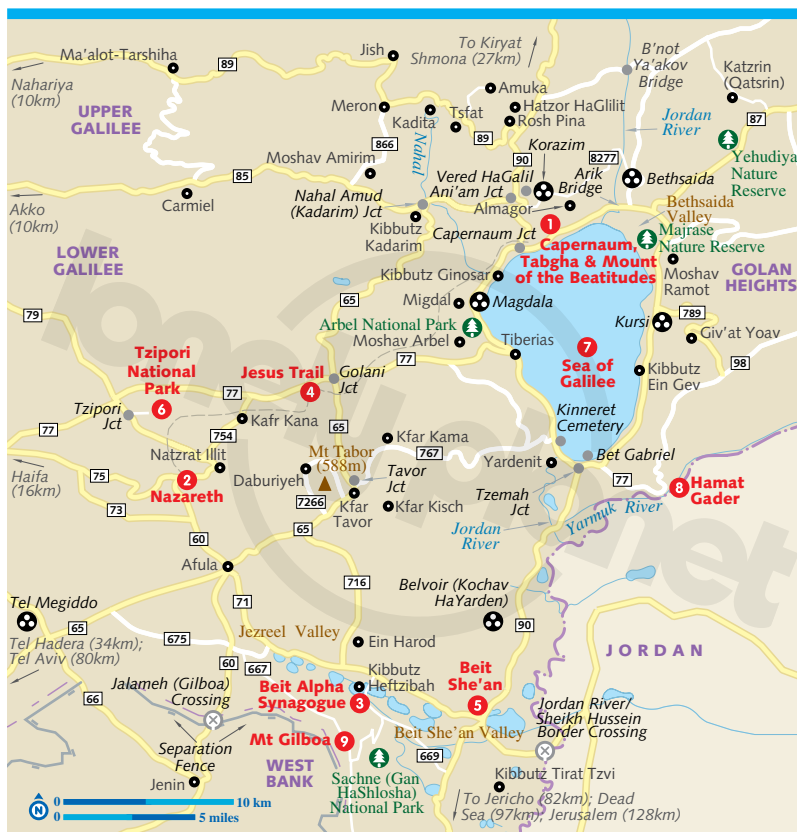 Ma'alot-Tarshiha
89
Nahariya
(10km)
Jish
To Kiryat
Shmona (27km)
B'not
Ya'akov
Bridge
Katzrin
(Qatsrin)
UPPER
GALILEE
Meron
Amuka
Hatzor HaGlilit
Rosh Pina
Kadita
Tsfat
89
Jordan
River
87
866
Nahal
Korazim
90
8277
Yehudiya
Nature
Reserve
Moshav Amirim
85
Vered HaGalil
Ani'am Jct
Arik
Bridge
Bethsaida
Akko
(10km)
Carmiel
Nahal Amud
(Kadarim) Jct
Almagor
Bethsaida
Valley
Kibbutz
Kadarim
Capernaum Jct
1
Capernaum,
Tabgha & Mount
of the Beatitudes
Majrase
Nature Reserve
LOWER
GALILEE
Kibbutz Ginosar
Moshav
Ramot
GOLAN
HEIGHTS
65
Migdal
Magdala
789
79
Arbel National Park
Kursi
Giv'at Yoav
Moshav Arbel
Tiberias
7
Sea of
Galilee
98
77
Tzipori
National
Park
6
Jesus Trail
4
Golani
Jct
Kibbutz
Ein Gev
77
Tzipori
Jct
Kafr Kana
65
Kinneret
Cemetery
77
754
Kfar Kama
767
Natzrat Illit
Mt Tabor
(588m)
Bet Gabriel
Haifa
(16km)
75
2
Nazareth
Daburiyeh
Tavor
Jct
Yardenit
77
8
Hamat
Gader
73
7266
Kfar
Tavor
Kfar Kisch
Tzemah
Jct
Yarmuk River
60
65
Jordan
River
Afula
716
Belvoir (Kochav
HaYarden)
Tel Megiddo
71
90
65
675
Jezreel Valley
Ein Harod
JORDAN
Tel Hadera (34km);
Tel Aviv (80km)
60
667
Kibbutz
Heftzibah
Beit
She'an
5
66
Jalameh (Gilboa)
Crossing
Beit Alpha
Synagogue
3
Jordan River/
Sheikh Hussein
Border Crossing
Separation
Fence
Mt Gilboa
9
Beit She'an Valley
669
WEST
BANK
Jenin
Sachne (Gan
HaShlosha)
National Park
Kibbutz Tirat Tzvi
To Jericho (82km); Dead
Sea (97km); Jerusalem (128km)
N
0
10 km
0
5 miles
lonely planet